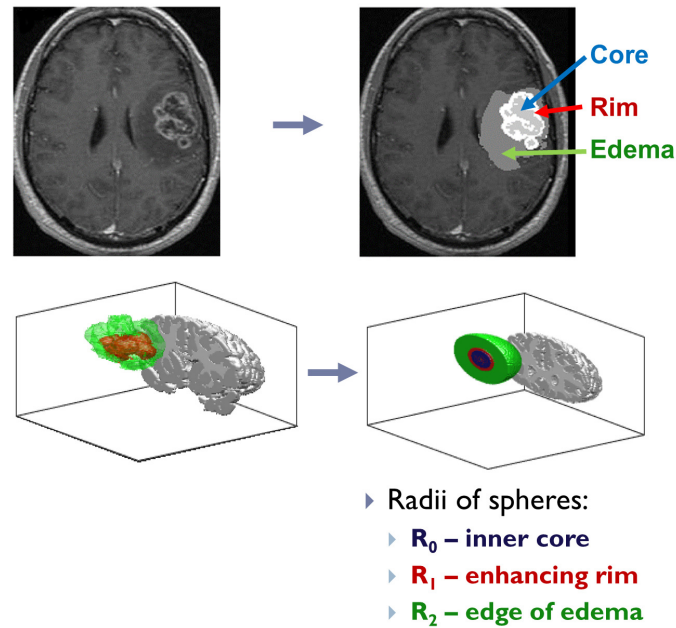 Core
Rim
Edema
Radii of spheres:
R₀ – inner core
R₁ – enhancing rim
R₂ – edge of edema